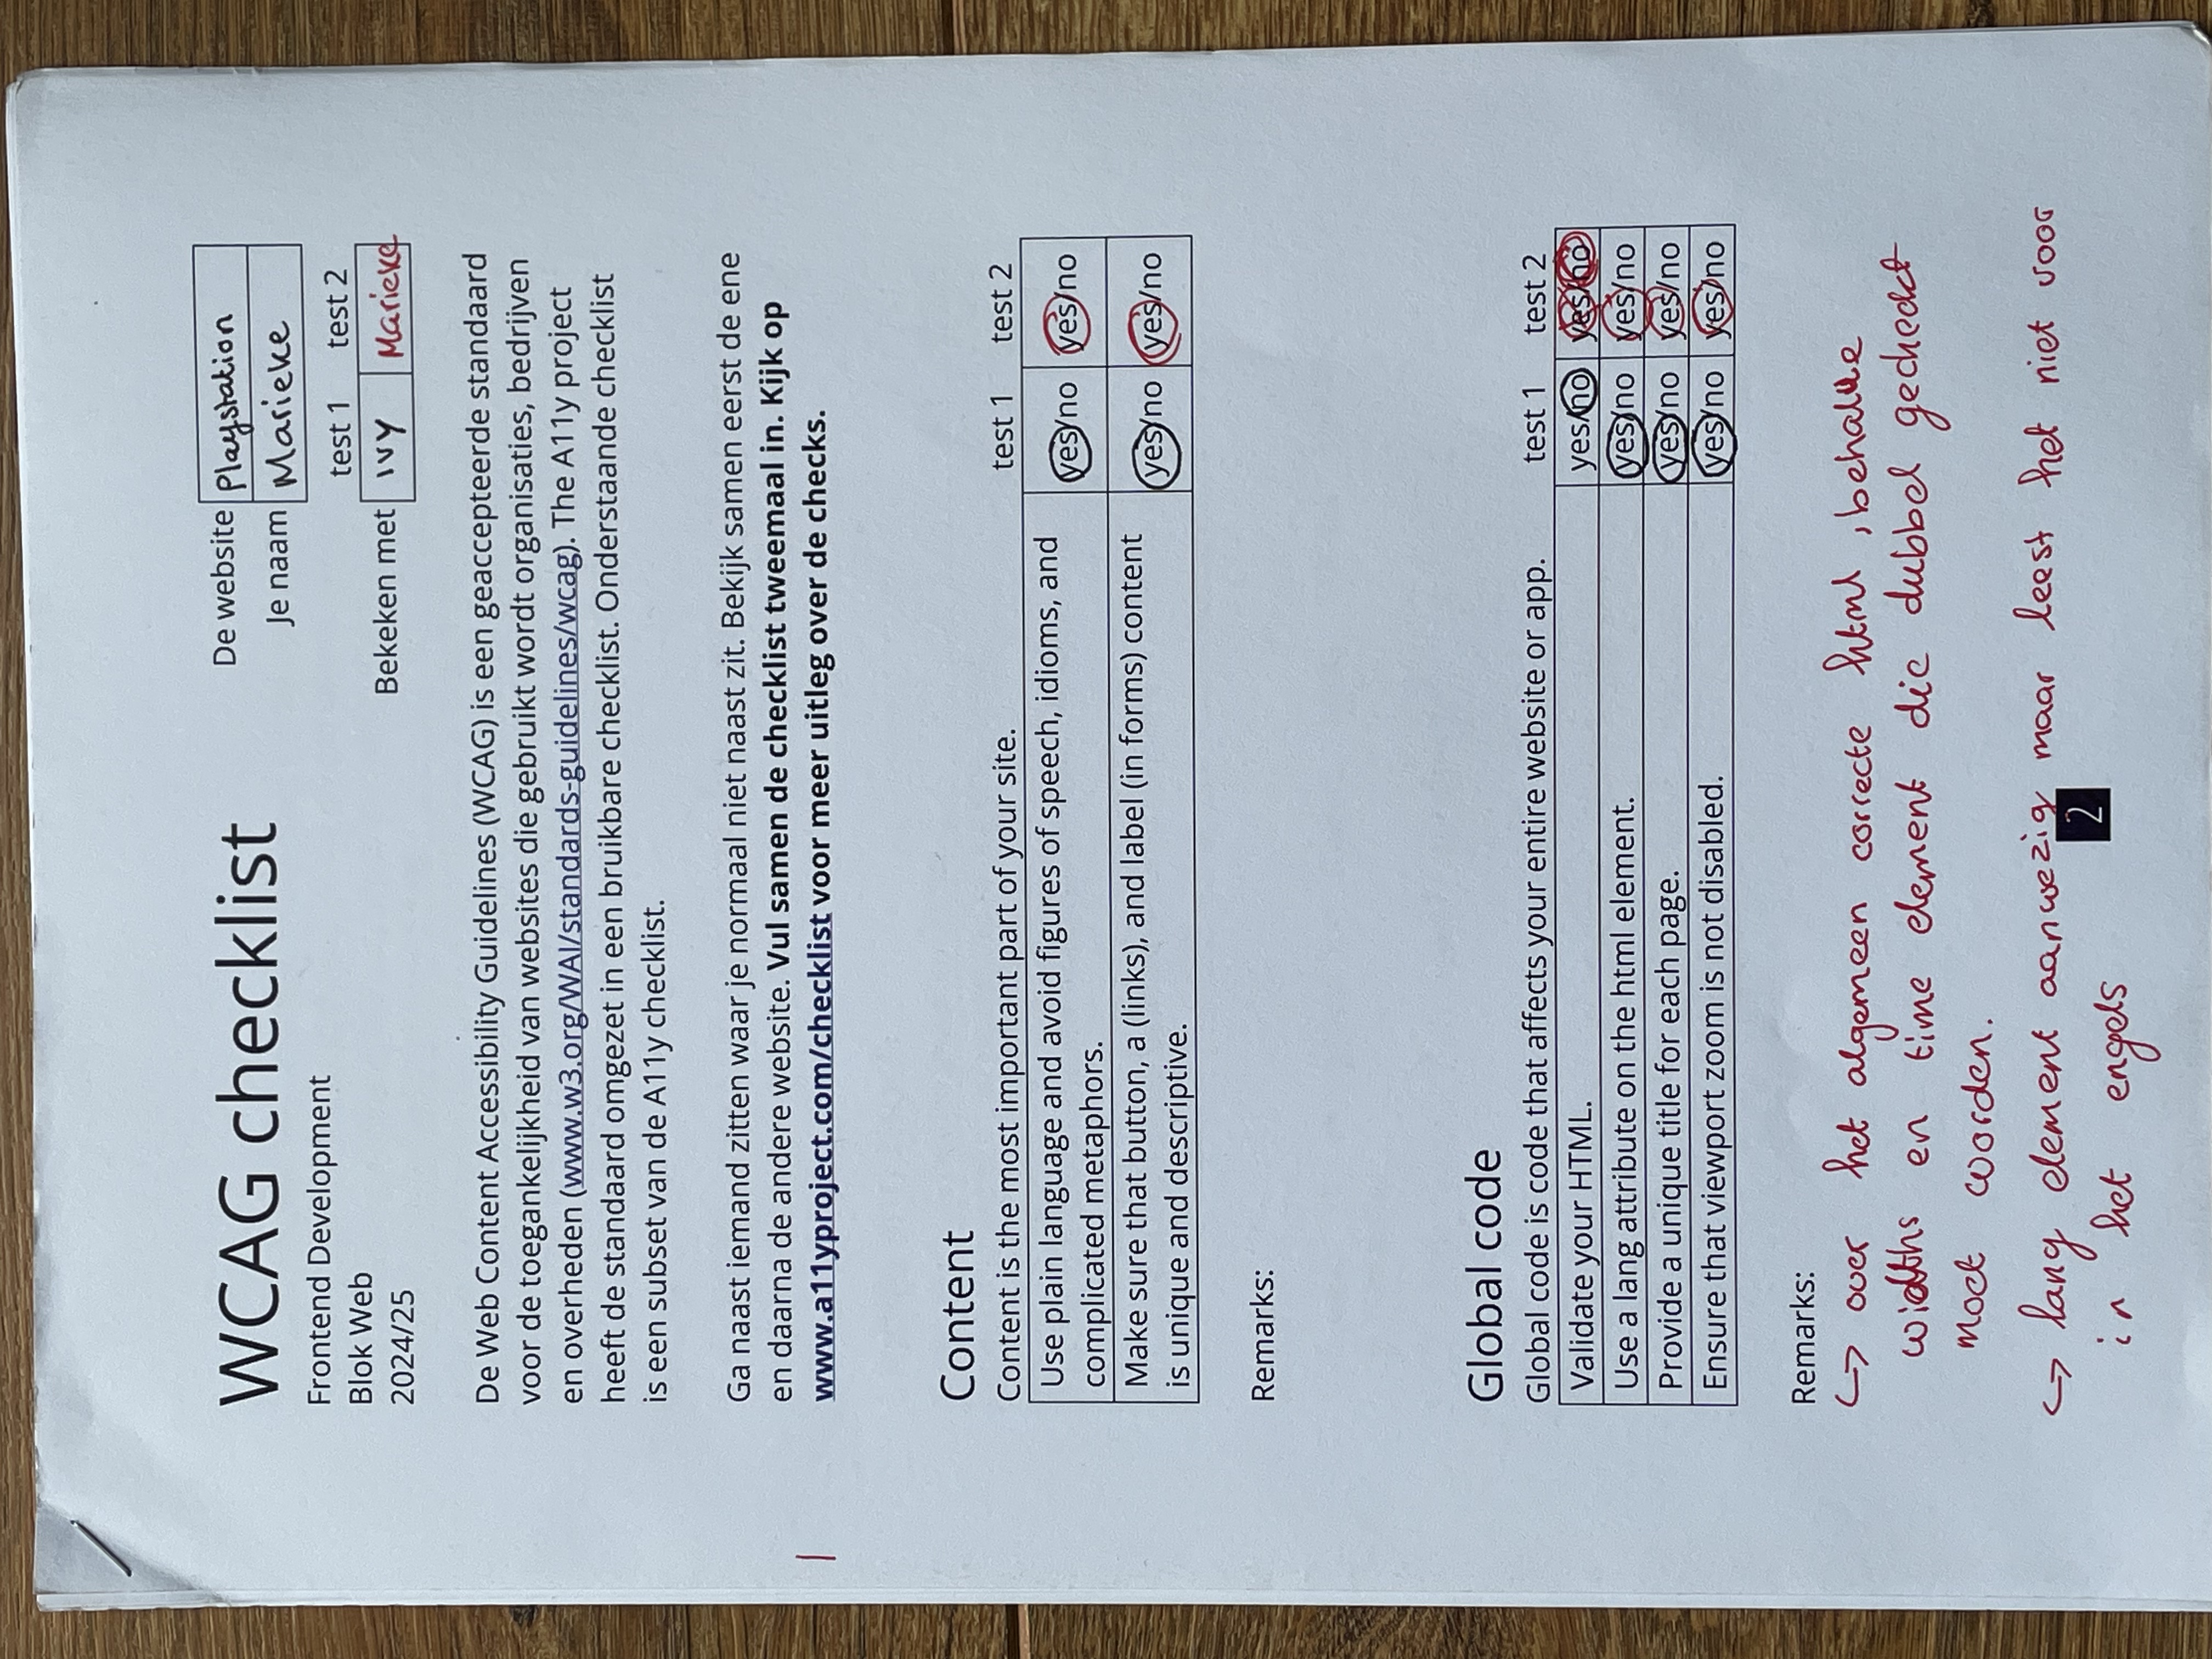 WCAG checklist
Frontend Development
Blok Web
2024/25
De website Playstation
Je naam Marieke
test 1 test 2
Bekeken met IVY Marieke
De Web Content Accessibility Guidelines (WCAG) is een geaccepteerde standaard
voor de toegankelijkheid van websites die gebruikt wordt organisaties, bedrijven
en overheden (www.w3.org/WAI/standards-guidelines/wcag). The A11y project
heeft de standaard omgezet in een bruikbare checklist. Onderstaande checklist
is een subset van de A11y checklist.
Ga naast iemand zitten waar je normaal niet naast zit. Bekijk samen eerst de ene
en daarna de andere website. Vul samen de checklist tweemaal in. Kijk op
www.a11yproject.com/checklist voor meer uitleg over de checks.
Content
Content is the most important part of your site. test 1 test 2
Use plain language and avoid figures of speech, idioms, and
complicated metaphors. yes/no yes/no
Make sure that button, a (links), and label (in forms) content
is unique and descriptive. yes/no yes/no
Remarks:
Global code
Global code is code that affects your entire website or app. test 1 test 2
Validate your HTML. yes/no yes/no
Use a lang attribute on the html element. yes/no yes/no
Provide a unique title for each page. yes/no yes/no
Ensure that viewport zoom is not disabled. yes/no yes/no
Remarks:
↪ over het algemeen correcte html, behalve
widths en time element die dubbel gecheckt
moet worden.
↪ lang element aanwezig maar leest het niet voor
in het engels
2